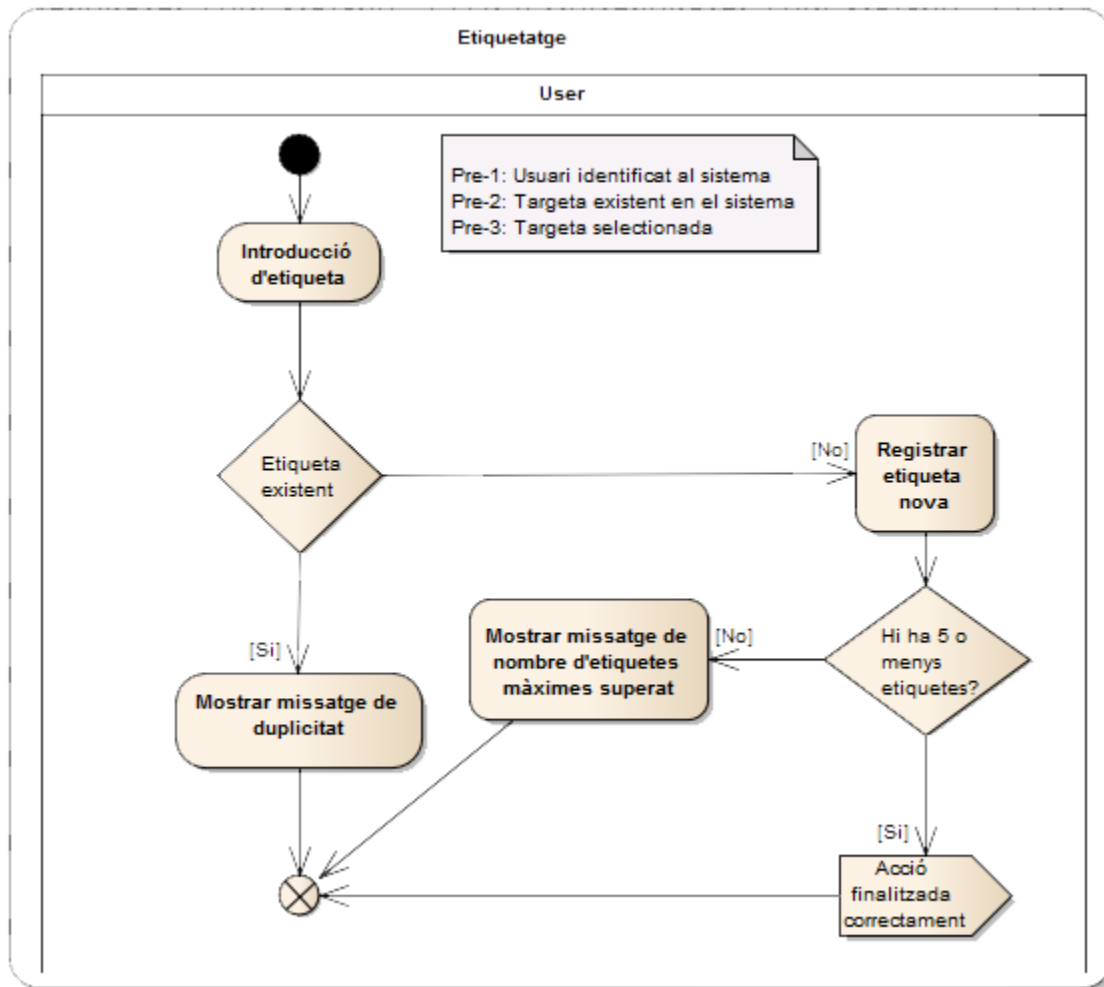 Etiquetatge
User
Pre-1: Usuari identificat al sistema
Pre-2: Targeta existent en el sistema
Pre-3: Targeta selectionada
Introducció
d'etiqueta
Etiqueta
existent
[No]
Registrar
etiqueta
nova
[Si]
Mostrar missatge de
duplicitat
Mostrar missatge de
nombre d'etiquetes
màximes superat
[No]
Hi ha 5 o
menys
etiquetes?
[Si]
Acció
finalitzada
correctament